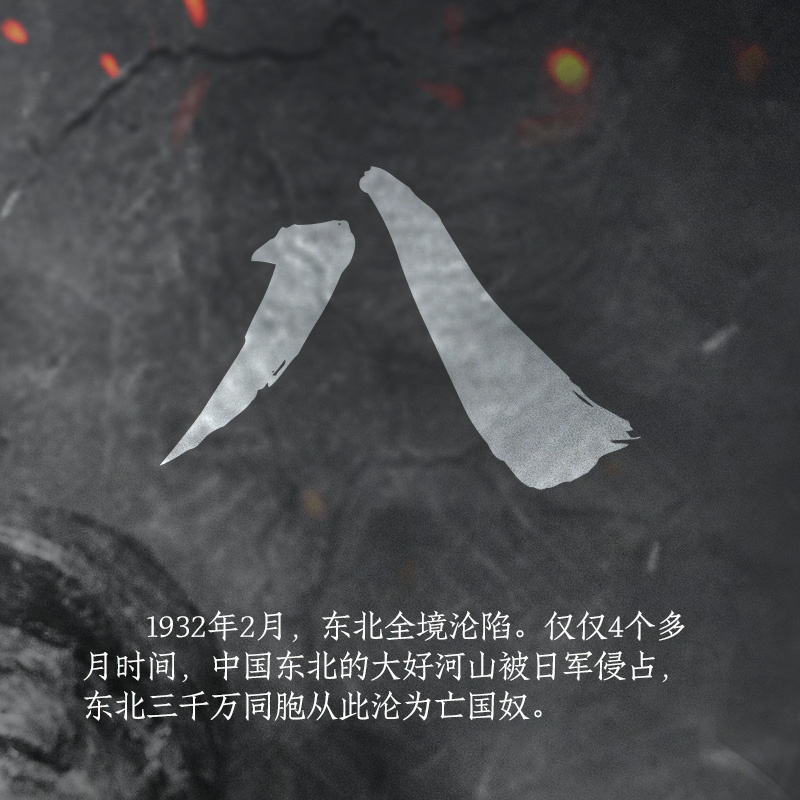 八
1932年2月，东北全境沦陷。仅仅4个多
月时间，中国东北的大好河山被日军侵占，
东北三千万同胞从此沦为亡国奴。